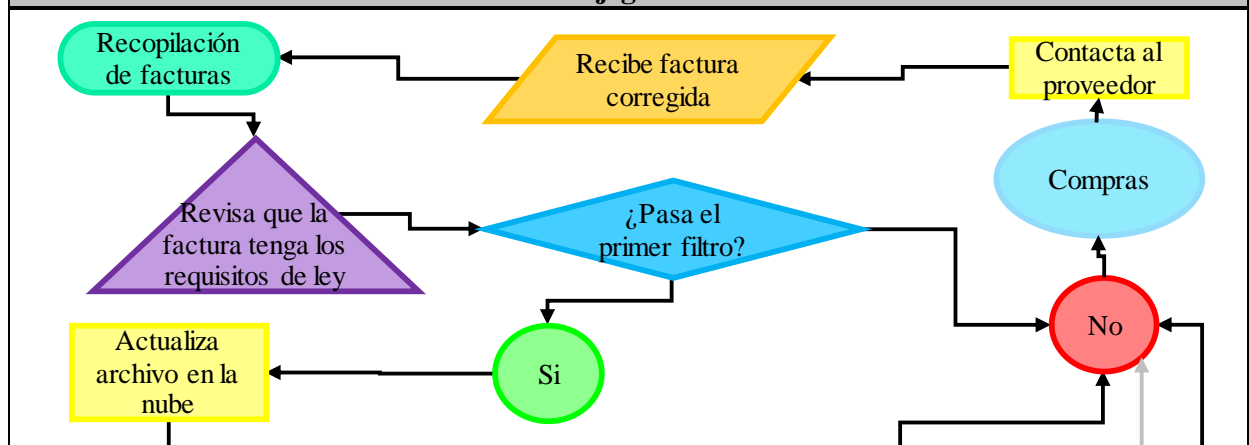 Recopilación
de facturas
Recibe factura
corregida
Contacta al
proveedor
Compras
Revisa que la
factura tenga los
requisitos de ley
¿Pasa el
primer filtro?
No
Si
Actualiza
archivo en la
nube